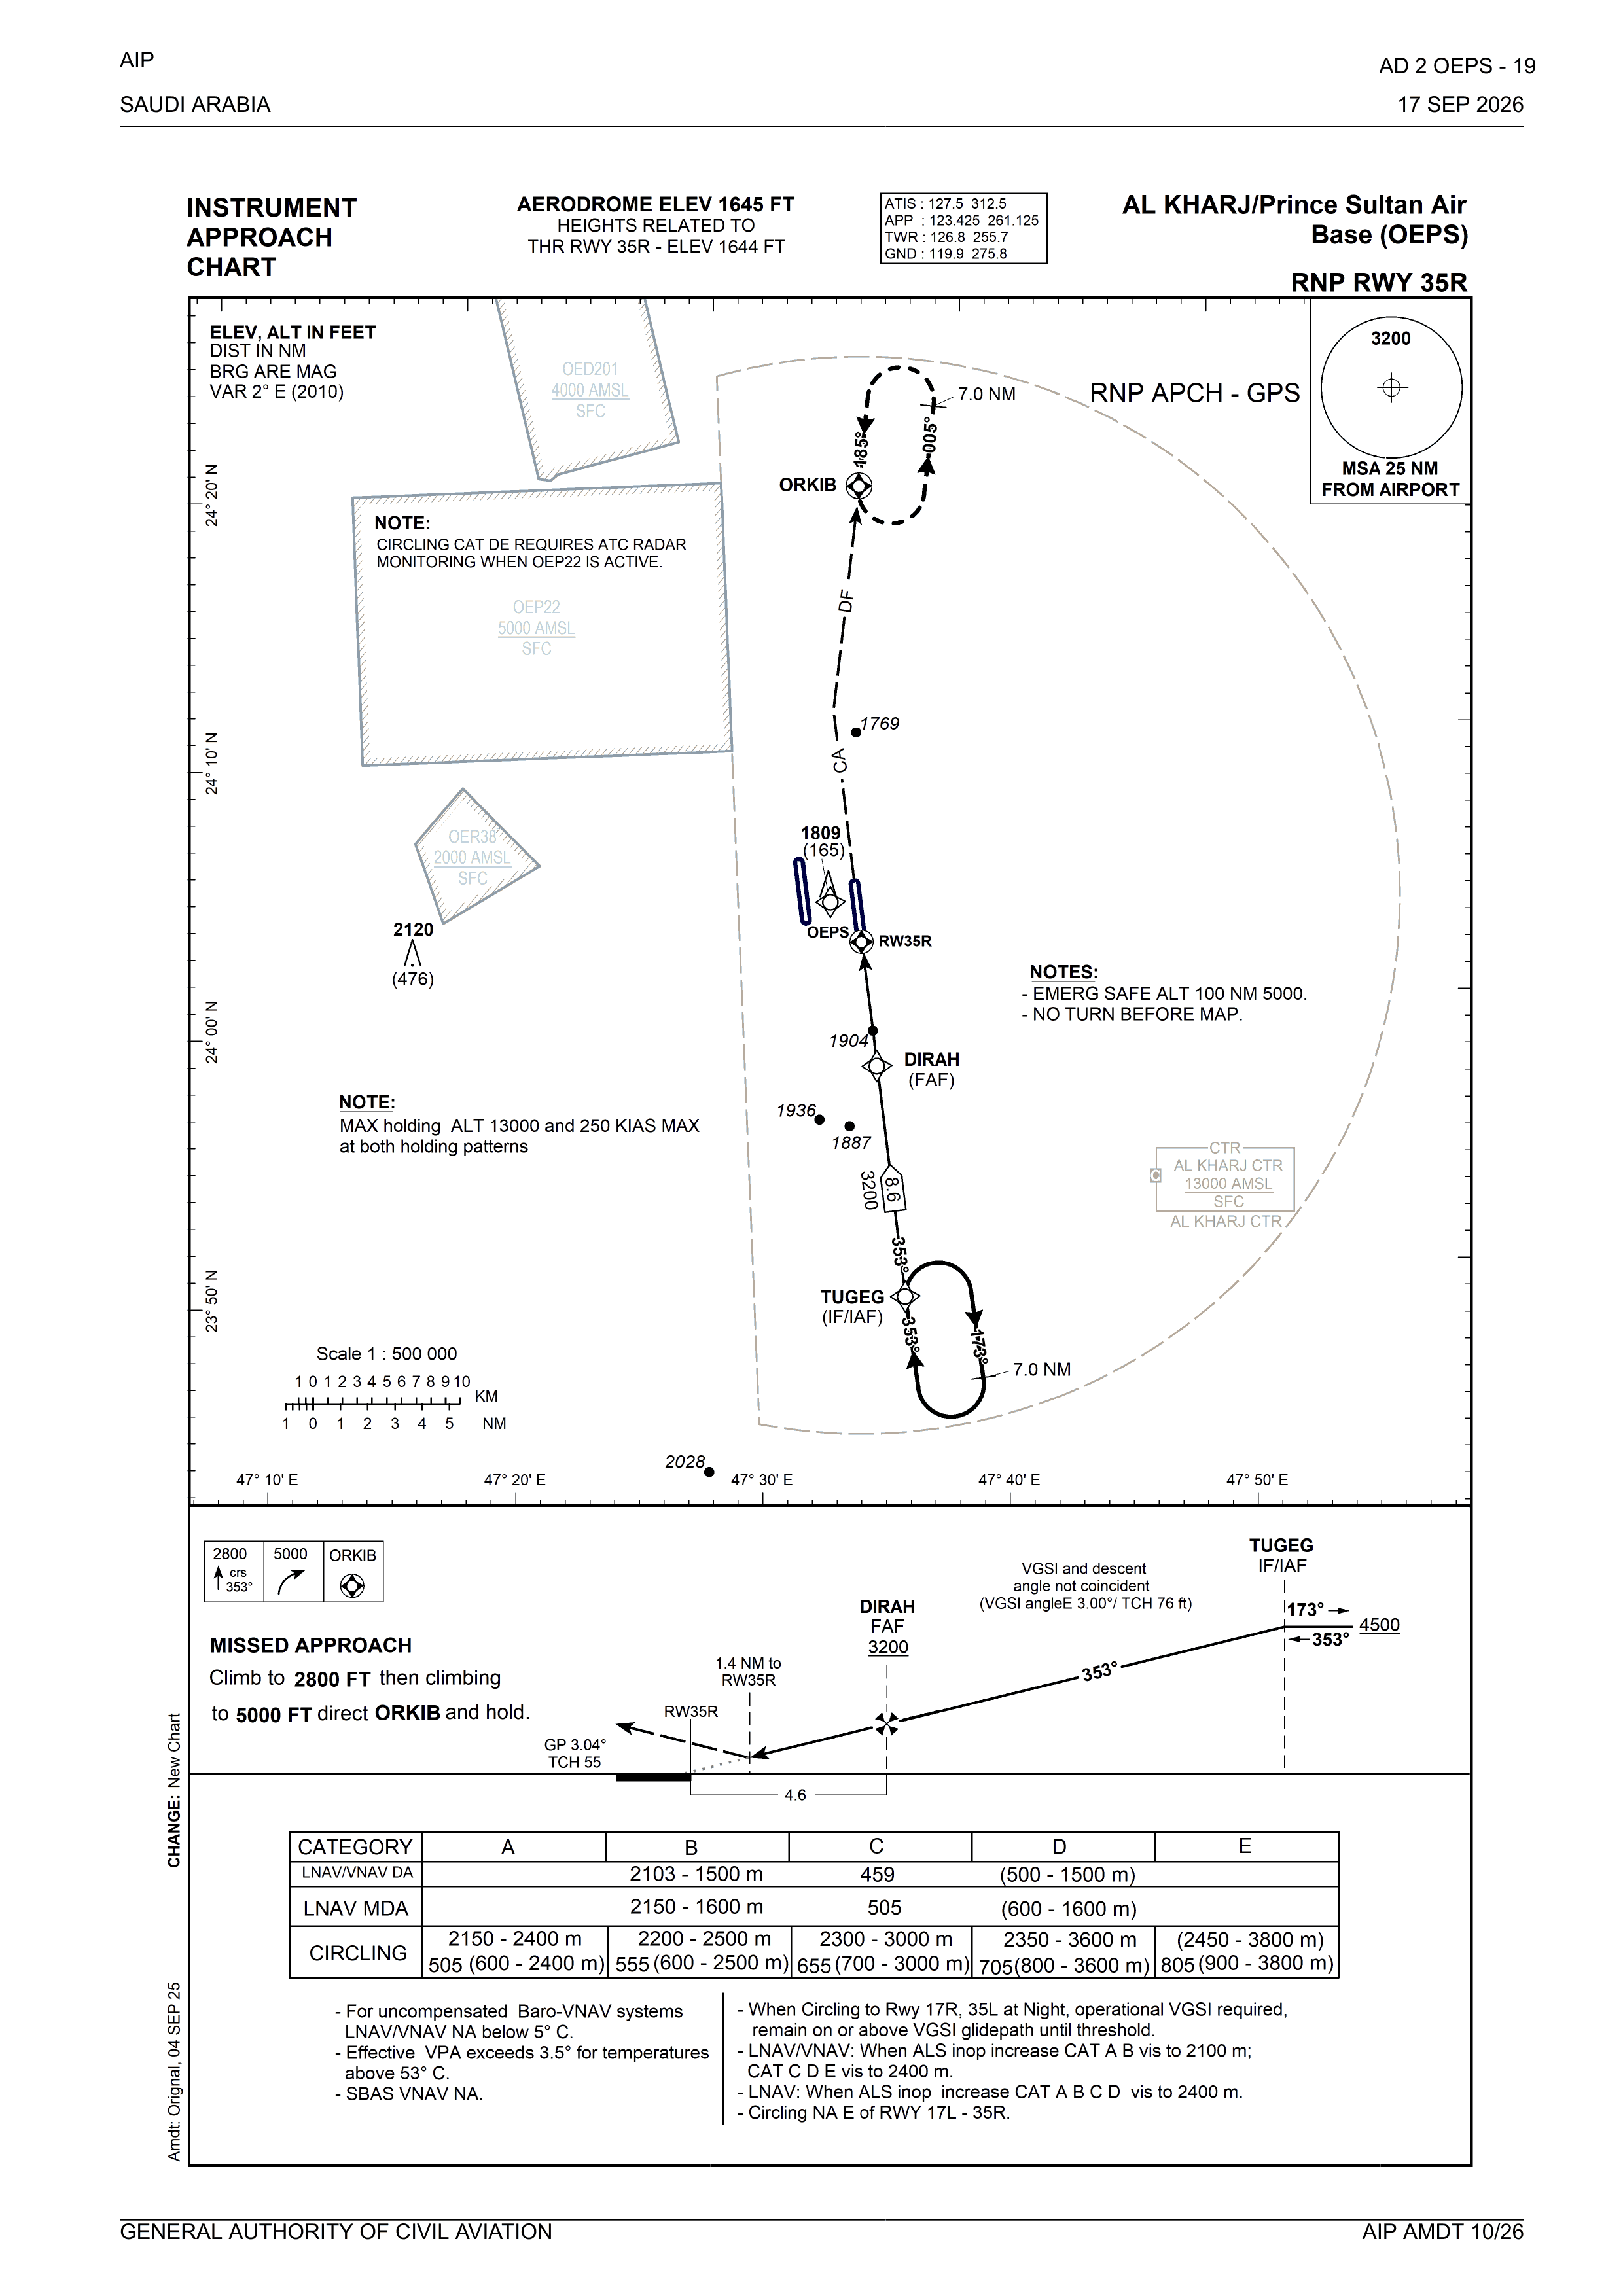 AIP
SAUDI ARABIA
AD 2 OEPS - 19
17 SEP 2026
INSTRUMENT
APPROACH
CHART
AERODROME ELEV 1645 FT
HEIGHTS RELATED TO
THR RWY 35R - ELEV 1644 FT
ATIS : 127.5 312.5
APP : 123.425 261.125
TWR : 126.8 255.7
GND : 119.9 275.8
AL KHARJ/Prince Sultan Air
Base (OEPS)
RNP RWY 35R
ELEV, ALT IN FEET
DIST IN NM
BRG ARE MAG
VAR 2° E (2010)
OED201
4000 AMSL
SFC
7.0 NM
RNP APCH - GPS
3200
MSA 25 NM
FROM AIRPORT
185°
005°
ORKIB
24° 20' N
NOTE:
CIRCLING CAT DE REQUIRES ATC RADAR
MONITORING WHEN OEP22 IS ACTIVE.
OEP22
5000 AMSL
SFC
DF
1769
CA
24° 10' N
OER38
2000 AMSL
SFC
1809
(165)
OEPS
RW35R
2120
(476)
NOTES:
- EMERG SAFE ALT 100 NM 5000.
- NO TURN BEFORE MAP.
24° 00' N
1904
DIRAH
(FAF)
NOTE:
MAX holding ALT 13000 and 250 KIAS MAX
at both holding patterns
1936
1887
3200
8.6
353°
CTR
AL KHARJ CTR
13000 AMSL
SFC
AL KHARJ CTR
C
23° 50' N
TUGEG
(IF/IAF)
353°
173°
7.0 NM
Scale 1 : 500 000
1 0 1 2 3 4 5 6 7 8 9 10
KM
1 0 1 2 3 4 5 NM
2028
47° 10' E
47° 20' E
47° 30' E
47° 40' E
47° 50' E
2800
crs
353°
5000
ORKIB
MISSED APPROACH
Climb to 2800 FT then climbing
to 5000 FT direct ORKIB and hold.
VGSI and descent
angle not coincident
(VGSI angleE 3.00°/ TCH 76 ft)
TUGEG
IF/IAF
173°
353°
4500
DIRAH
FAF
3200
353°
1.4 NM to
RW35R
RW35R
GP 3.04°
TCH 55
4.6
CATEGORY A B C D E
LNAV/VNAV DA 2103 - 1500 m 459 (500 - 1500 m)
LNAV MDA 2150 - 1600 m 505 (600 - 1600 m)
CIRCLING
2150 - 2400 m 2200 - 2500 m 2300 - 3000 m 2350 - 3600 m (2450 - 3800 m)
505 (600 - 2400 m) 555 (600 - 2500 m) 655 (700 - 3000 m) 705(800 - 3600 m) 805 (900 - 3800 m)
- For uncompensated Baro-VNAV systems
LNAV/VNAV NA below 5° C.
- Effective VPA exceeds 3.5° for temperatures
above 53° C.
- SBAS VNAV NA.
- When Circling to Rwy 17R, 35L at Night, operational VGSI required,
remain on or above VGSI glidepath until threshold.
- LNAV/VNAV: When ALS inop increase CAT A B vis to 2100 m;
CAT C D E vis to 2400 m.
- LNAV: When ALS inop increase CAT A B C D vis to 2400 m.
- Circling NA E of RWY 17L - 35R.
CHANGE: New Chart
Amdt: Orignal, 04 SEP 25
GENERAL AUTHORITY OF CIVIL AVIATION
AIP AMDT 10/26